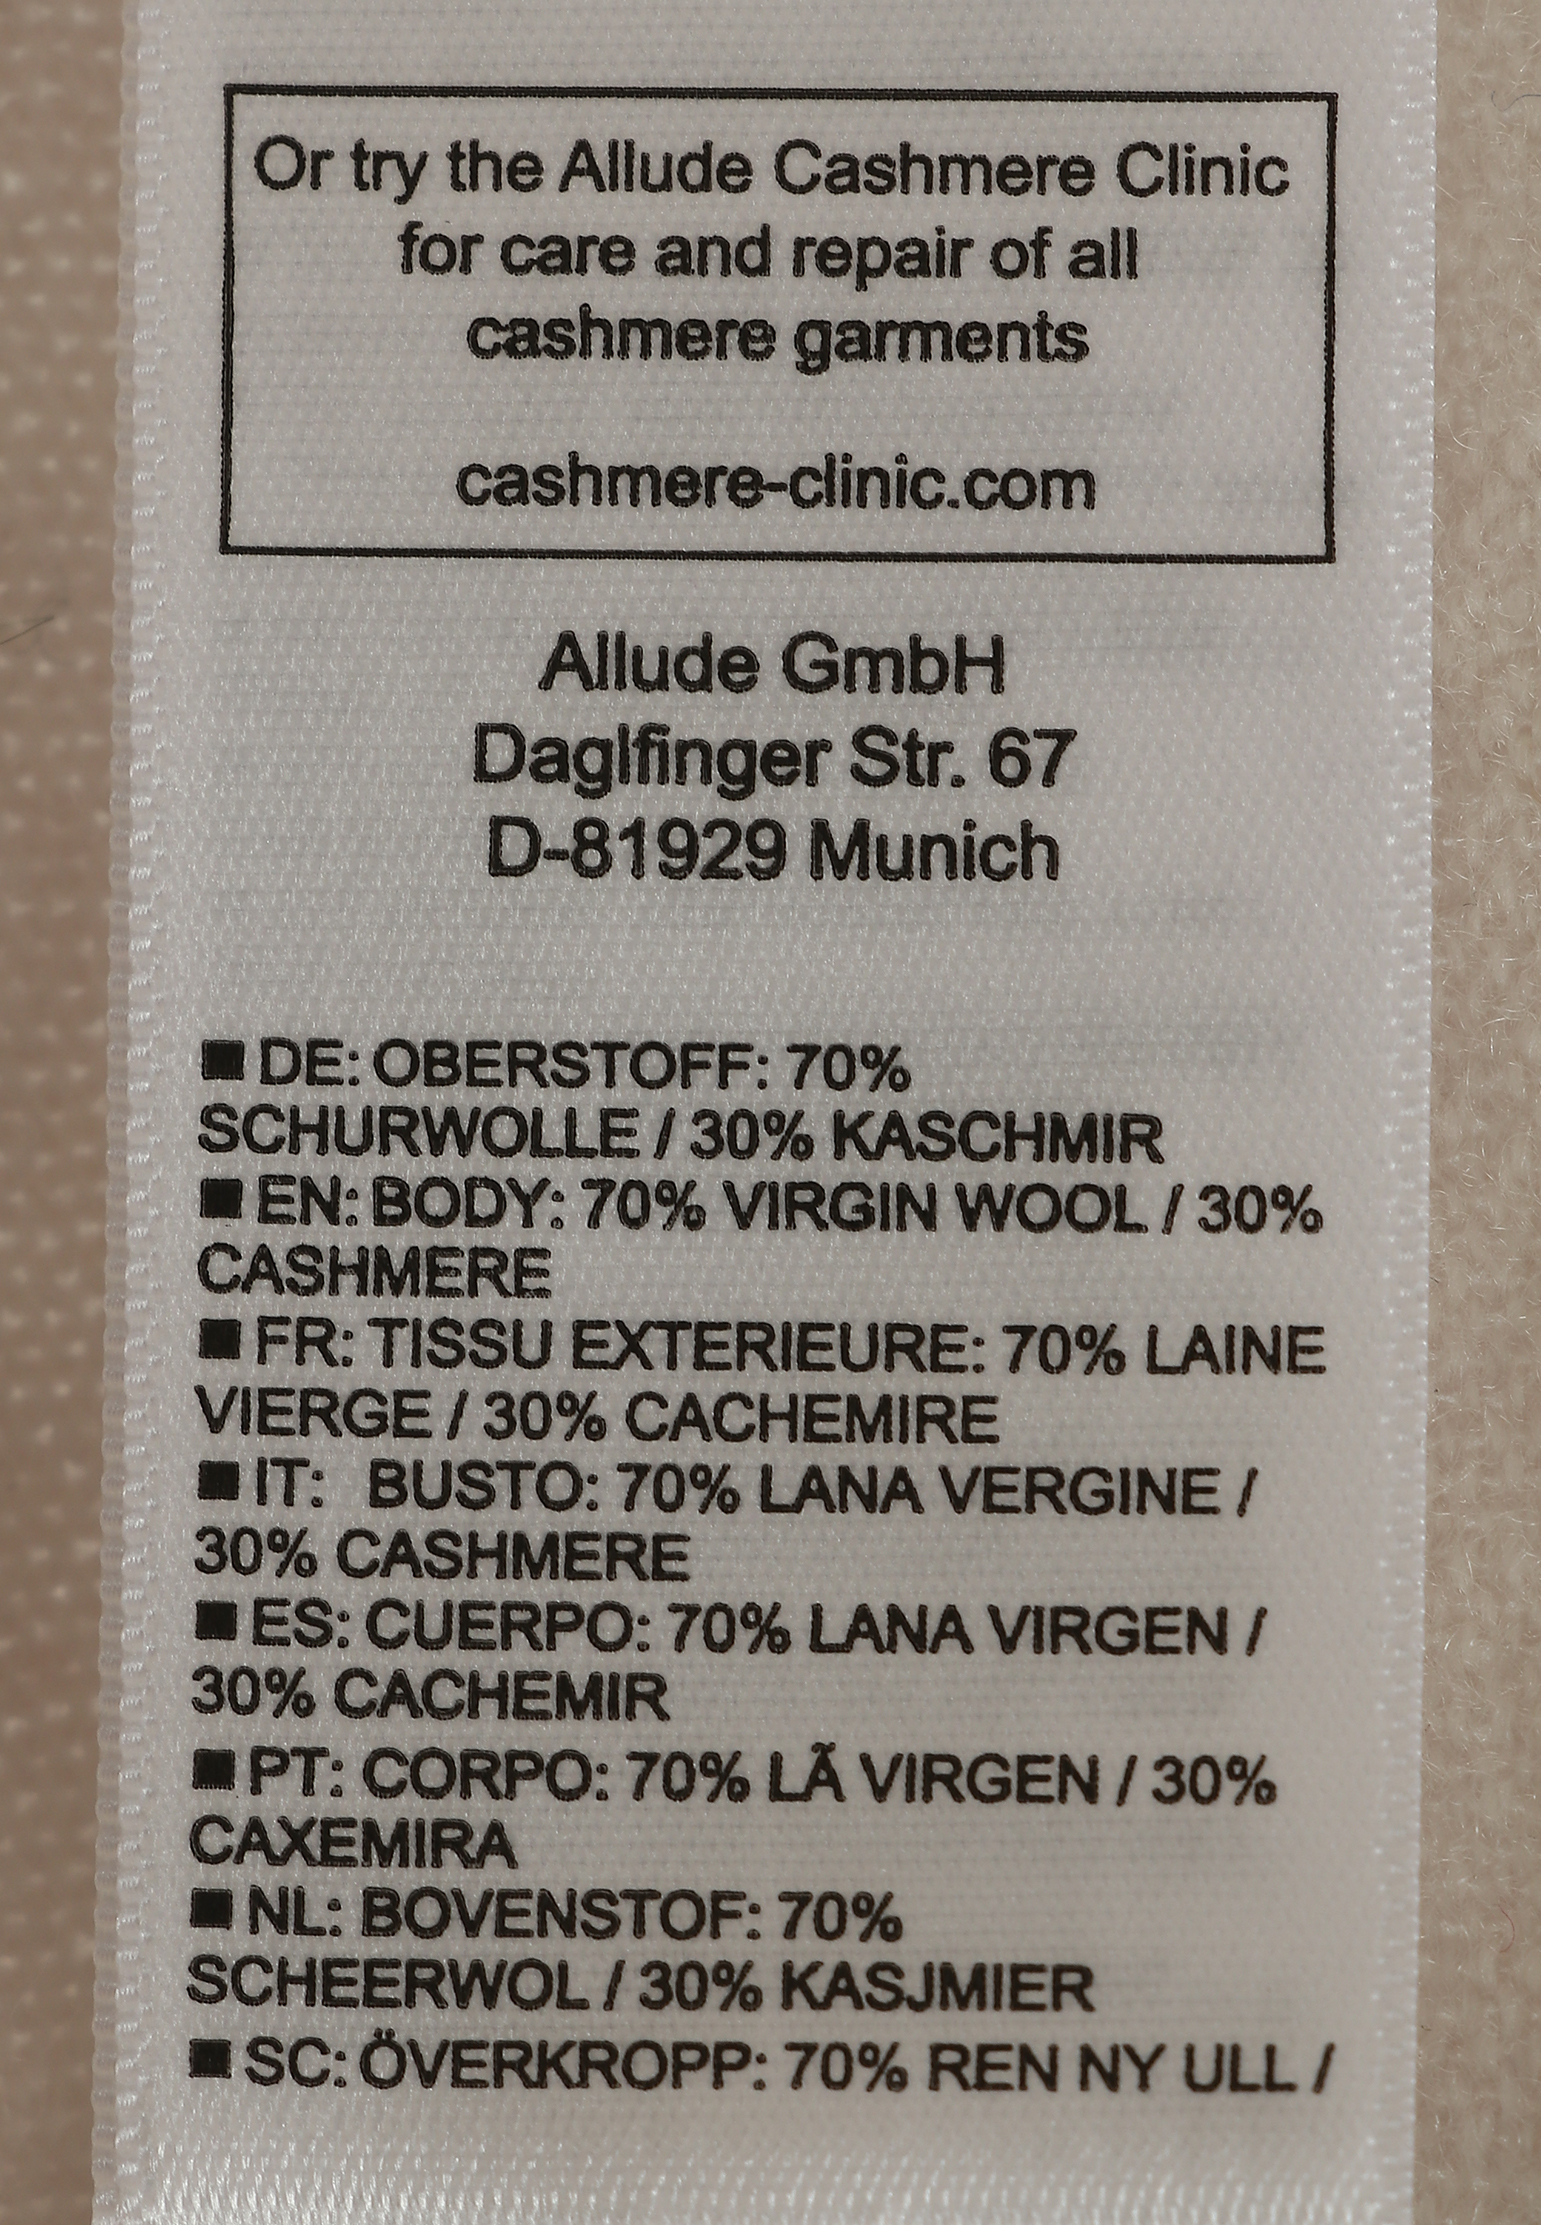 Or try the Allude Cashmere Clinic
for care and repair of all
cashmere garments
cashmere-clinic.com
Allude GmbH
Daglfinger Str. 67
D-81929 Munich
■ DE: OBERSTOFF: 70%
SCHURWOLLE / 30% KASCHMIR
■ EN: BODY: 70% VIRGIN WOOL / 30%
CASHMERE
■ FR: TISSU EXTERIEURE: 70% LAINE
VIERGE / 30% CACHEMIRE
■ IT: BUSTO: 70% LANA VERGINE /
30% CASHMERE
■ ES: CUERPO: 70% LANA VIRGEN /
30% CACHEMIR
■ PT: CORPO: 70% LÃ VIRGEN / 30%
CAXEMIRA
■ NL: BOVENSTOF: 70%
SCHEERWOL / 30% KASJMIER
■ SC: ÖVERKROPP: 70% REN NY ULL /